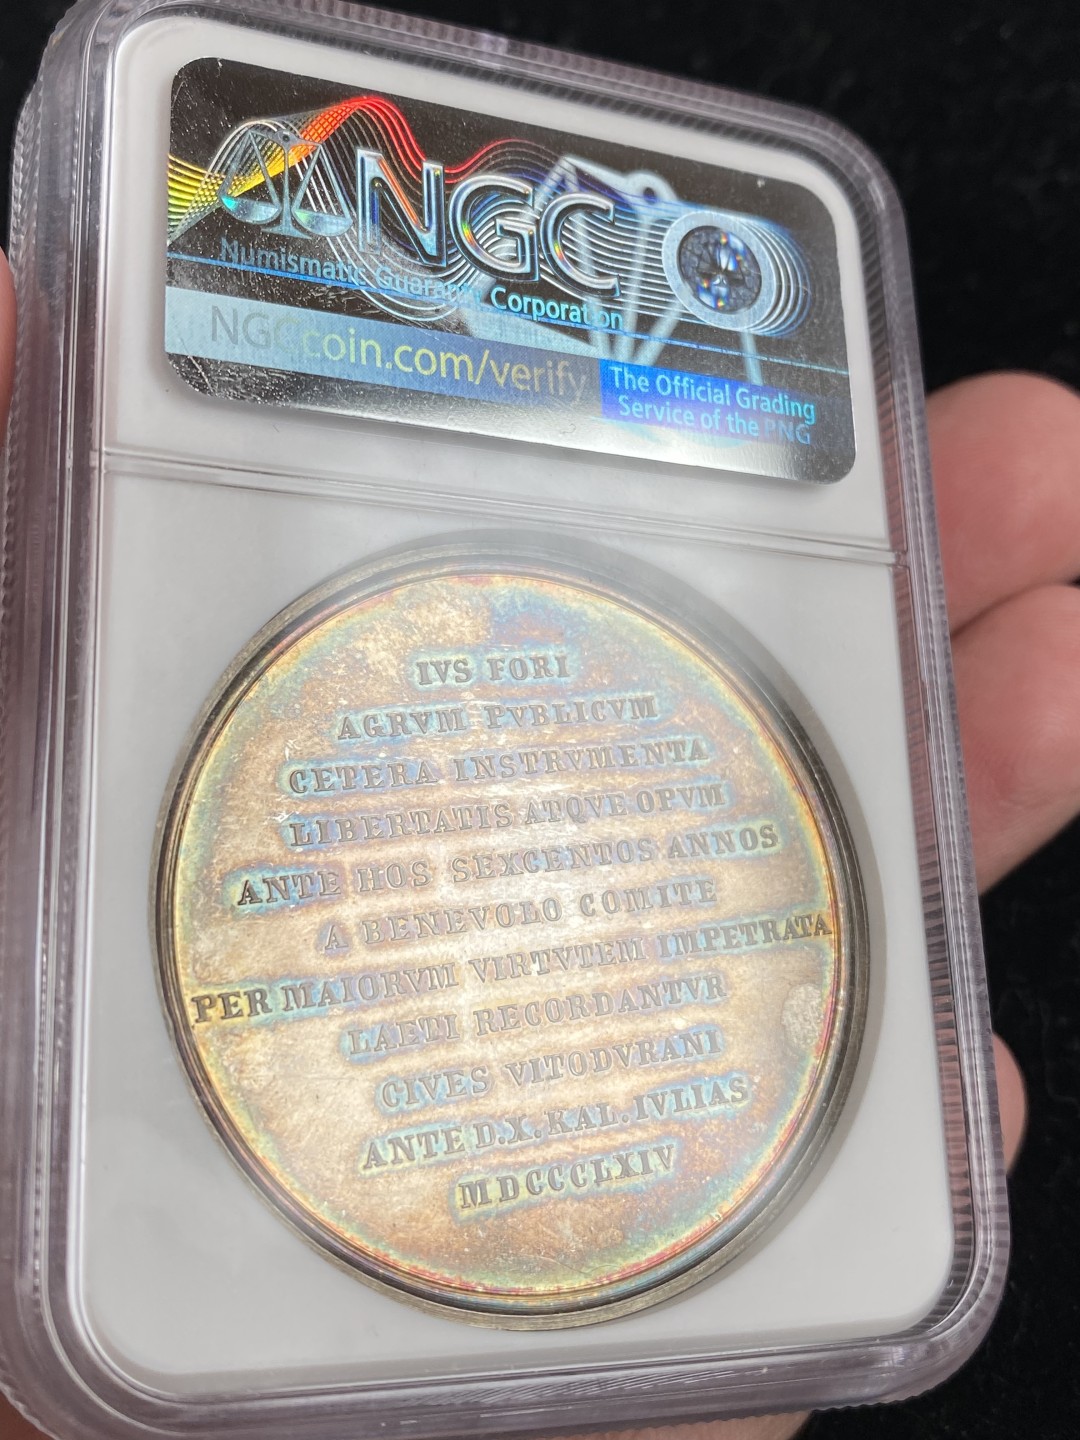 NGC
Numismatic Guaranty Corporation
NGCcoin.com/verify
The Official Grading
Service of the PNG
IVS FORI
AGRVM PVBLICVM
CETERA INSTRVMENTA
LIBERTATIS ATQVE OPVM
ANTE HOS SEXCENTOS ANNOS
A BENEVOLO COMITE
PER MAIORVM VIRTVTEM IMPETRATA
LAETI RECORDANTVR
CIVES VITODVRANI
ANTE D.X.KAL.IVLIAS
MDCCCLXIV